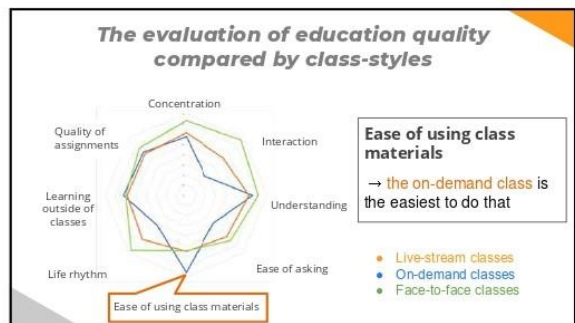 The evaluation of education quality
compared by class-styles
Concentration
Quality of
assignments
Interaction
Learning
outside of
classes
Understanding
Life rhythm
Ease of asking
Ease of using class materials
Ease of using class
materials
→ the on-demand class is
the easiest to do that
● Live-stream classes
● On-demand classes
● Face-to-face classes